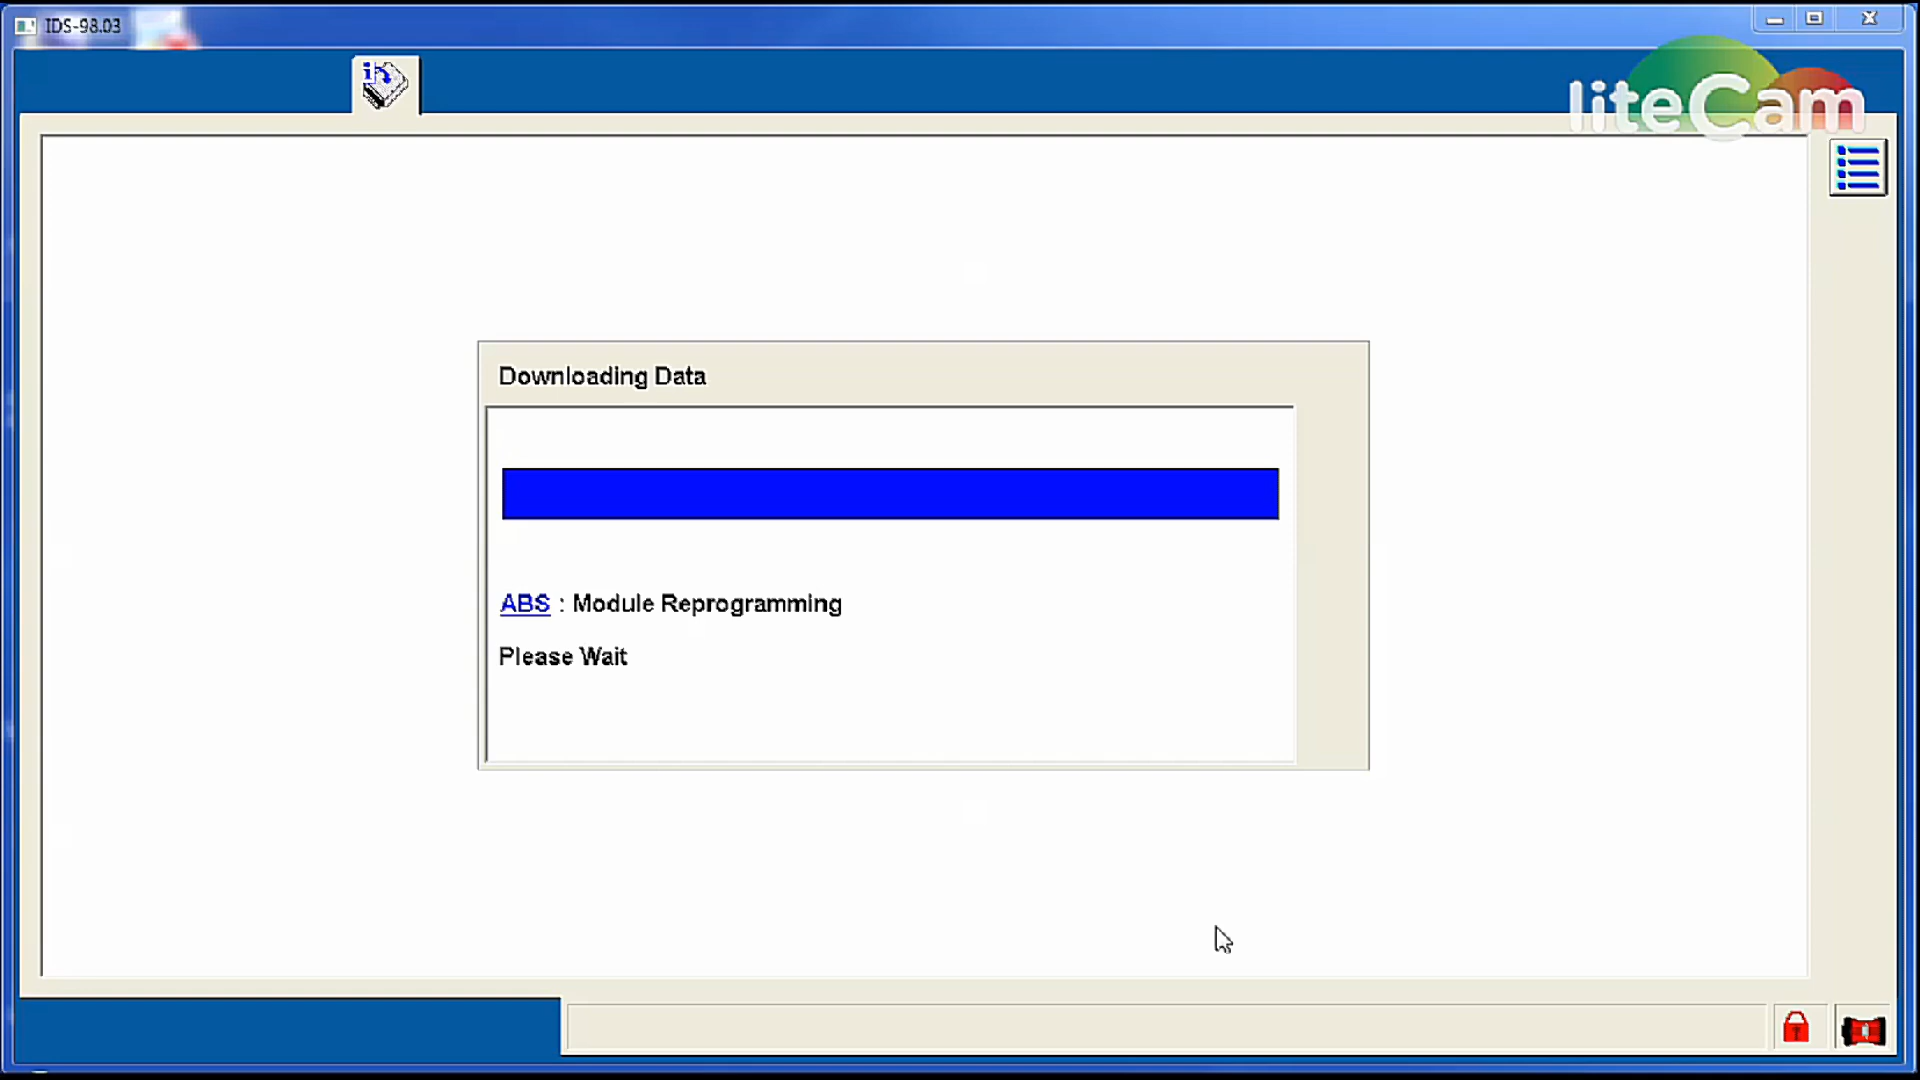 IDS-98.03
liteCam
Downloading Data
ABS : Module Reprogramming
Please Wait